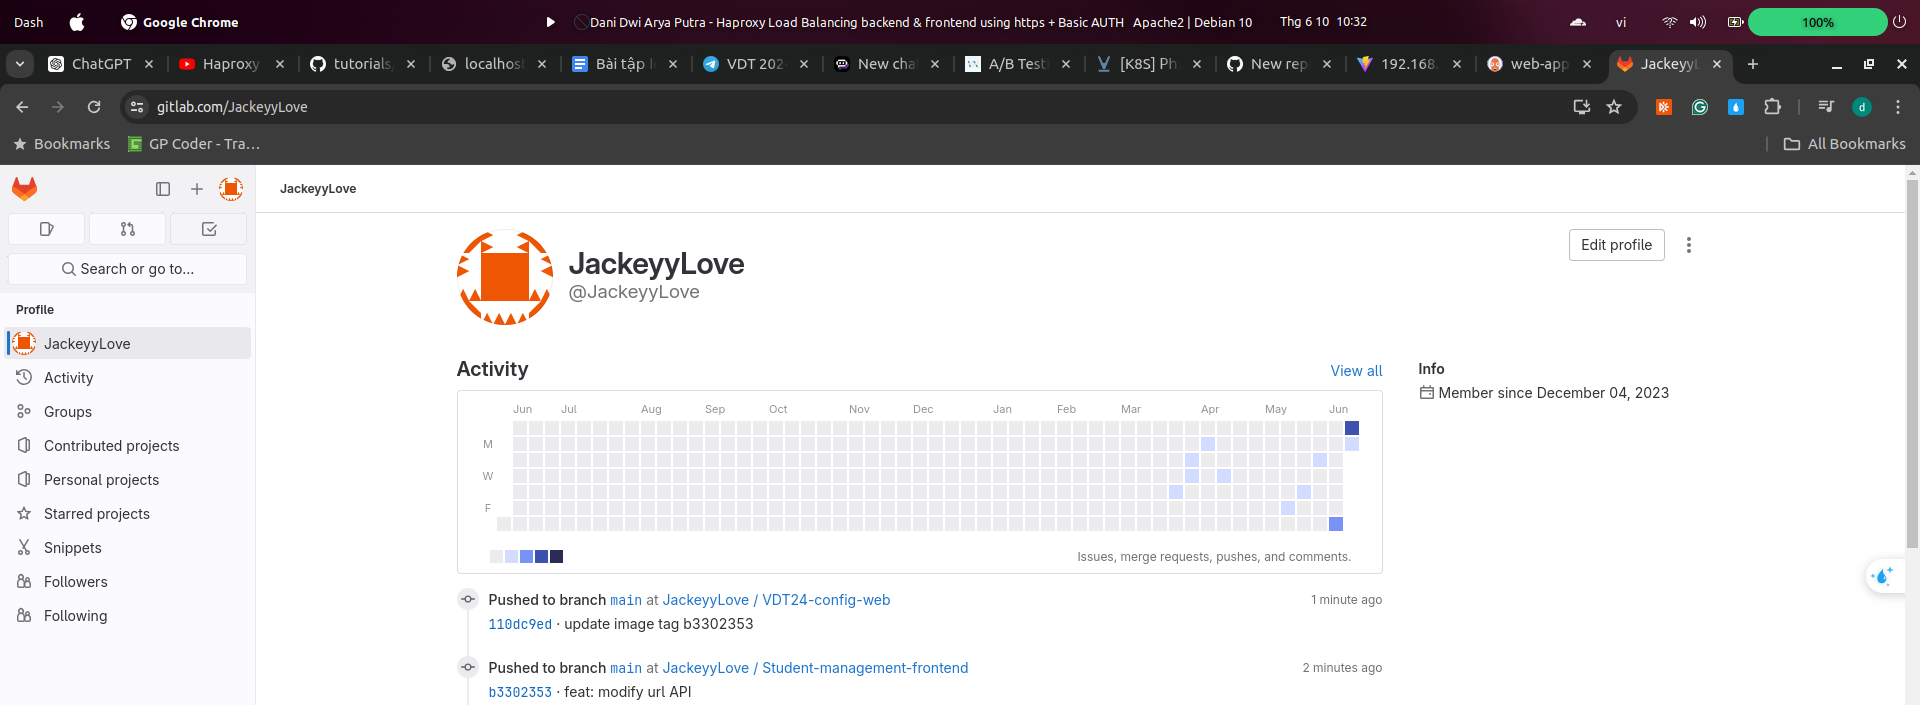 Dash
Google Chrome
Dani Dwi Arya Putra - Haproxy Load Balancing backend & frontend using https + Basic AUTH Apache2 | Debian 10
Thg 6 10 10:32
vi
100%
ChatGPT
Haproxy
tutorials
localhost
Bài tập l
VDT 202
New cha
A/B Test
[K8S] Ph
New rep
192.168.
web-app
JackeyyL
gitlab.com/JackeyyLove
d
Bookmarks
GP Coder - Tra...
All Bookmarks
JackeyyLove
Search or go to...
Profile
JackeyyLove
Activity
Groups
Contributed projects
Personal projects
Starred projects
Snippets
Followers
Following
JackeyyLove
@JackeyyLove
Edit profile
Activity
View all
Jun Jul Aug Sep Oct Nov Dec Jan Feb Mar Apr May Jun
M
W
F
Issues, merge requests, pushes, and comments.
Info
Member since December 04, 2023
Pushed to branch main at JackeyyLove / VDT24-config-web
1 minute ago
110dc9ed · update image tag b3302353
Pushed to branch main at JackeyyLove / Student-management-frontend
2 minutes ago
b3302353 · feat: modify url API